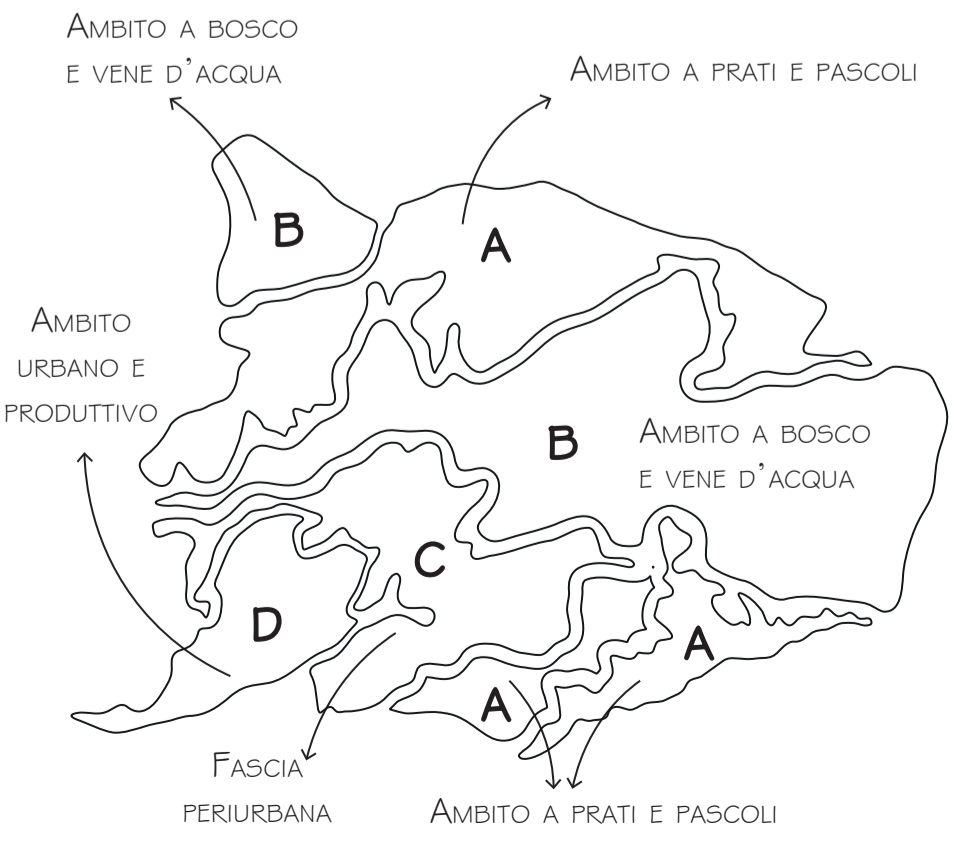 Ambito a bosco
e vene d'acqua
Ambito a prati e pascoli
B
A
Ambito
urbano e
produttivo
B
Ambito a bosco
e vene d'acqua
C
D
A
A
Fascia
periurbana
Ambito a prati e pascoli